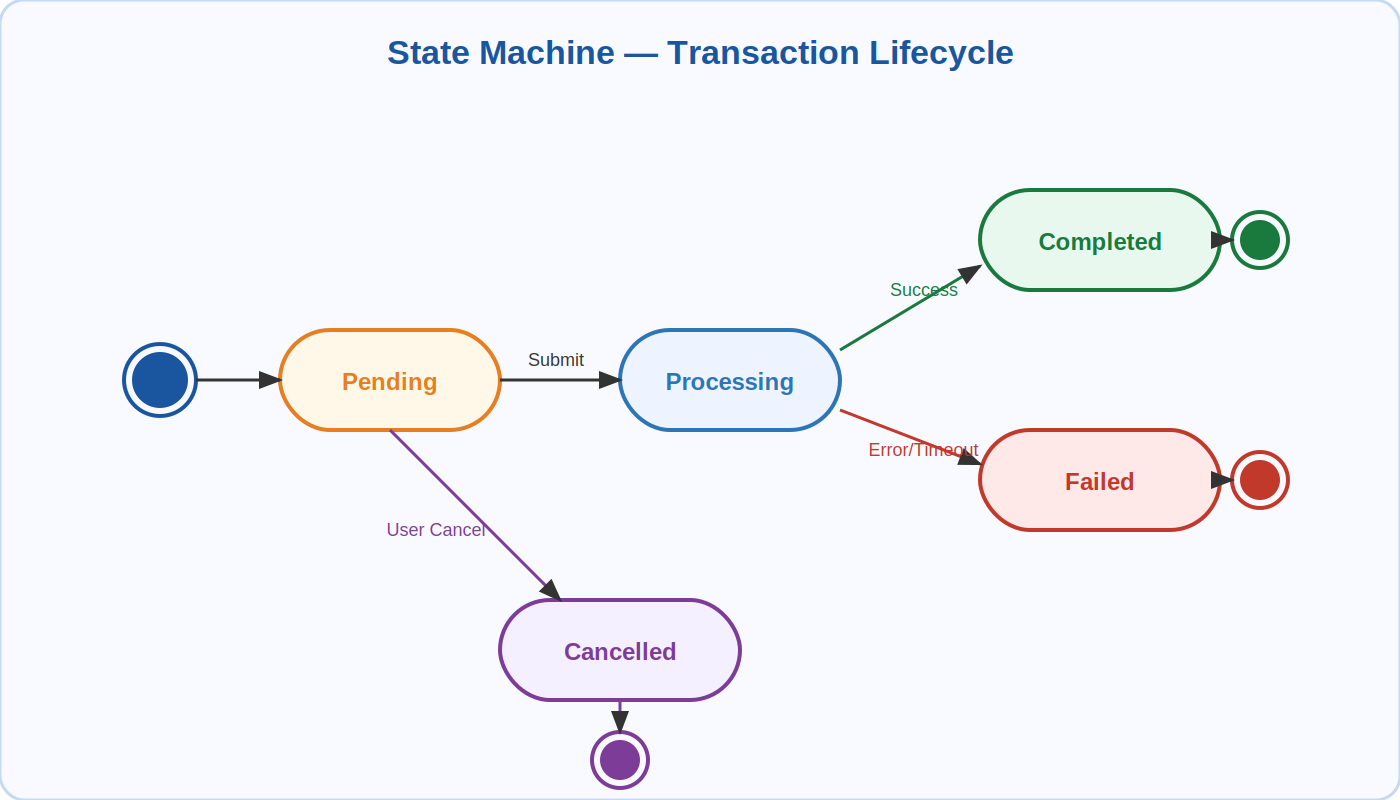 State Machine — Transaction Lifecycle
Completed
Success
Submit
Pending
Processing
Error/Timeout
Failed
User Cancel
Cancelled